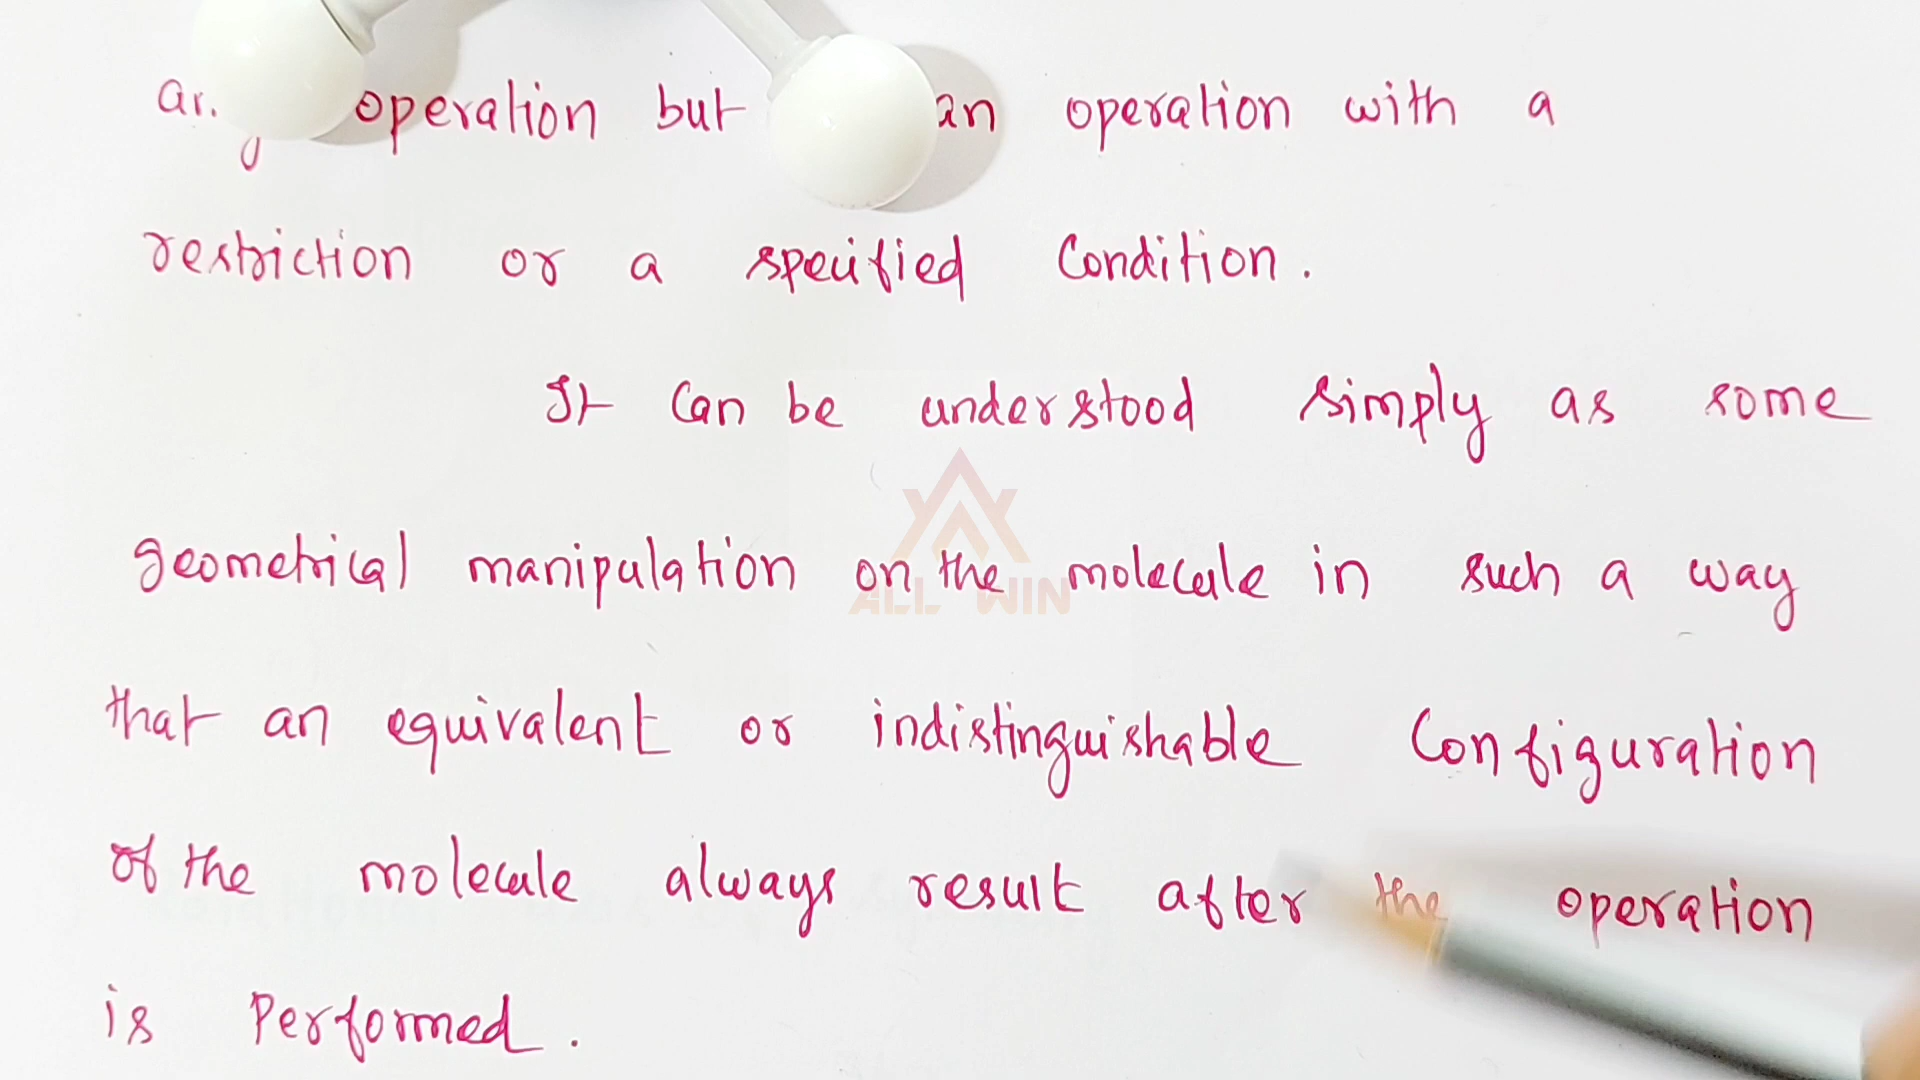 operation but an operation with a
restriction or a specified Condition.
It Can be understood simply as some
geometrical manipulation on the molecule in such a way
ALL WIN
that an equivalent or indistinguishable Configuration
of the molecule always result after the operation
is Performed.